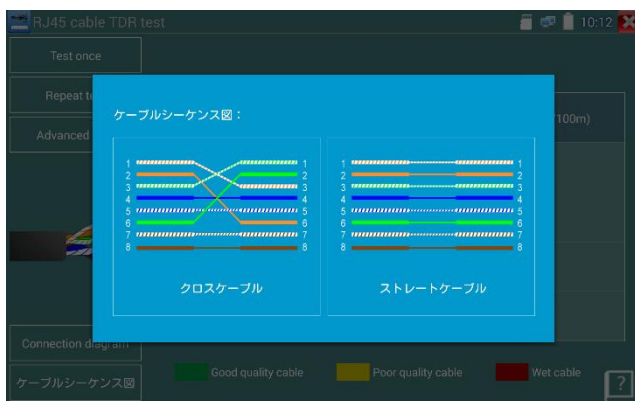 RJ45 cable TDR test
10:12
Test once
Repeat te
Advanced
100m)
ケーブルシーケンス図：
1 1 1 1
2 2 2 2
3 3 3 3
4 4 4 4
5 5 5 5
6 6 6 6
7 7 7 7
8 8 8 8
クロスケーブル
ストレートケーブル
Connection diagram
ケーブルシーケンス図
Good quality cable
Poor quality cable
Wet cable
?